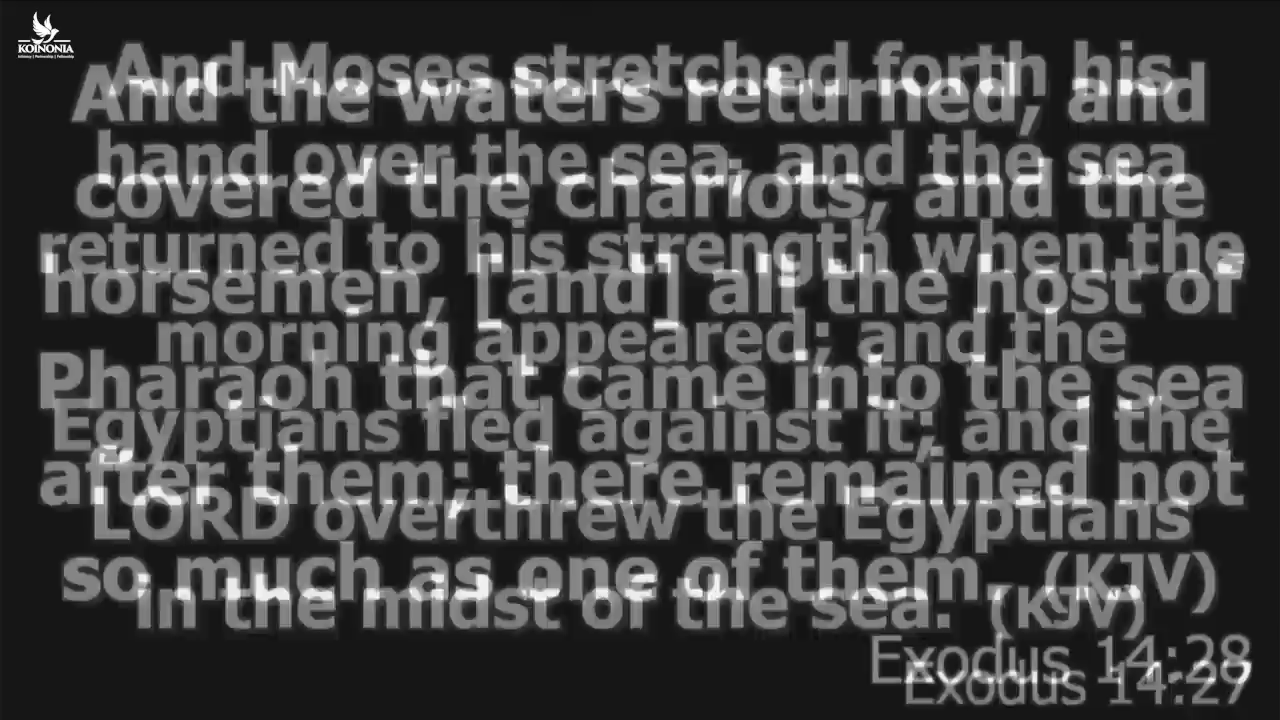 KOINONIA
And Moses stretched forth his
hand over the sea, and the sea
returned to his strength when the
morning appeared; and the
Egyptians fled against it; and the
LORD overthrew the Egyptians
in the midst of the sea. (KJV)
Exodus 14:27
And the waters returned, and
covered the chariots, and the
horsemen, [and] all the host of
Pharaoh that came into the sea
after them; there remained not
so much as one of them. (KJV)
Exodus 14:28